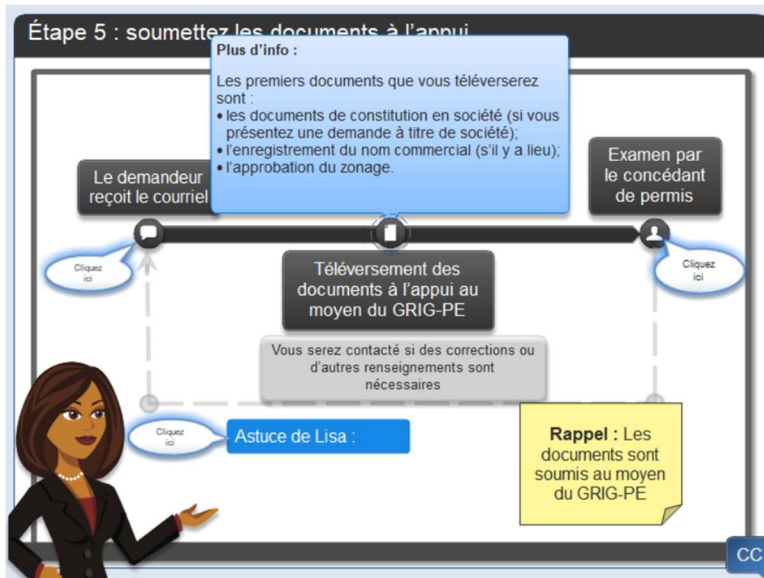 Étape 5 : soumettez les documents à l'appui
Plus d'info :
Les premiers documents que vous téléverserez
sont :
• les documents de constitution en société (si vous
présentez une demande à titre de société);
• l'enregistrement du nom commercial (s'il y a lieu);
• l'approbation du zonage.
Le demandeur
reçoit le courriel
Examen par
le concédant
de permis
Cliquez
ici
Téléversement des
documents à l'appui au
moyen du GRIG-PE
Cliquez
ici
Vous serez contacté si des corrections ou
d'autres renseignements sont
nécessaires
Cliquez
ici
Astuce de Lisa :
Rappel : Les
documents sont
soumis au moyen
du GRIG-PE
CC